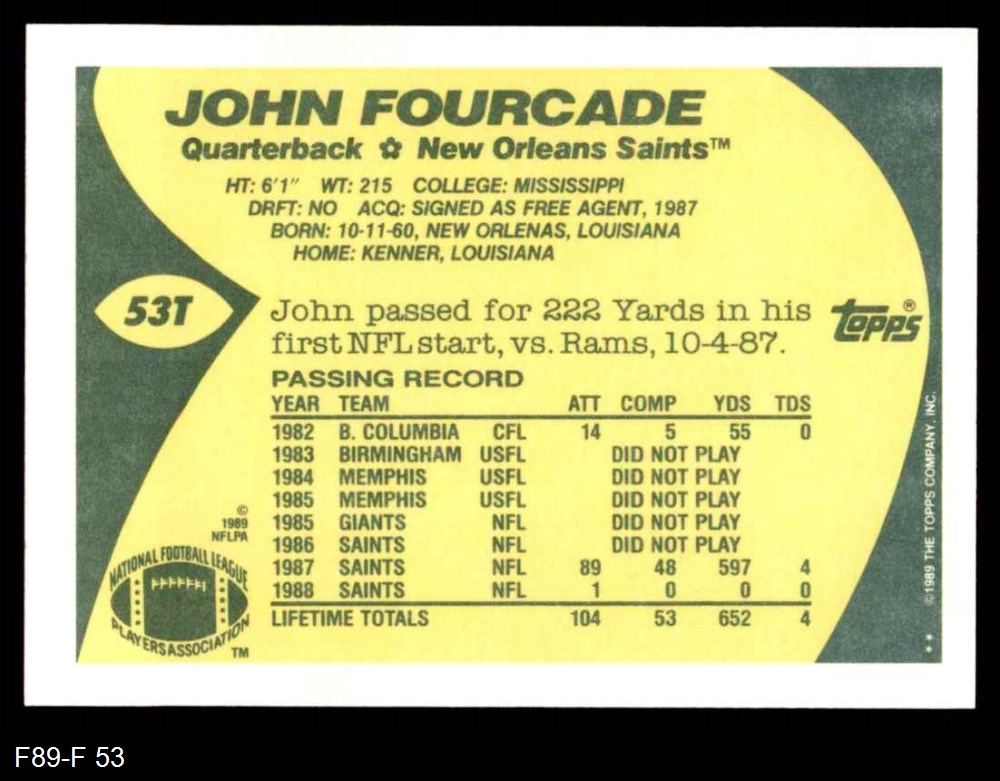 JOHN FOURCADE
Quarterback ✿ New Orleans Saints™
HT: 6'1" WT: 215 COLLEGE: MISSISSIPPI
DRFT: NO ACQ: SIGNED AS FREE AGENT, 1987
BORN: 10-11-60, NEW ORLENAS, LOUISIANA
HOME: KENNER, LOUISIANA
53T
John passed for 222 Yards in his
first NFL start, vs. Rams, 10-4-87.
topps®
PASSING RECORD
YEAR TEAM ATT COMP YDS TDS
1982 B. COLUMBIA CFL 14 5 55 0
1983 BIRMINGHAM USFL DID NOT PLAY
1984 MEMPHIS USFL DID NOT PLAY
1985 MEMPHIS USFL DID NOT PLAY
1985 GIANTS NFL DID NOT PLAY
1986 SAINTS NFL DID NOT PLAY
1987 SAINTS NFL 89 48 597 4
1988 SAINTS NFL 1 0 0 0
LIFETIME TOTALS 104 53 652 4
©
1989
NFLPA
NATIONAL FOOTBALL LEAGUE
PLAYERS ASSOCIATION
TM
©1989 THE TOPPS COMPANY, INC.
**
F89-F 53